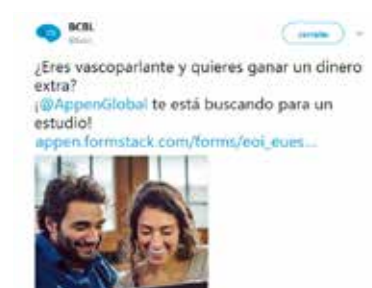 BCBL
¿Eres vascoparlante y quieres ganar un dinero
extra?
¡@AppenGlobal te está buscando para un
estudio!
appen.formstack.com/forms/eoi_eues...